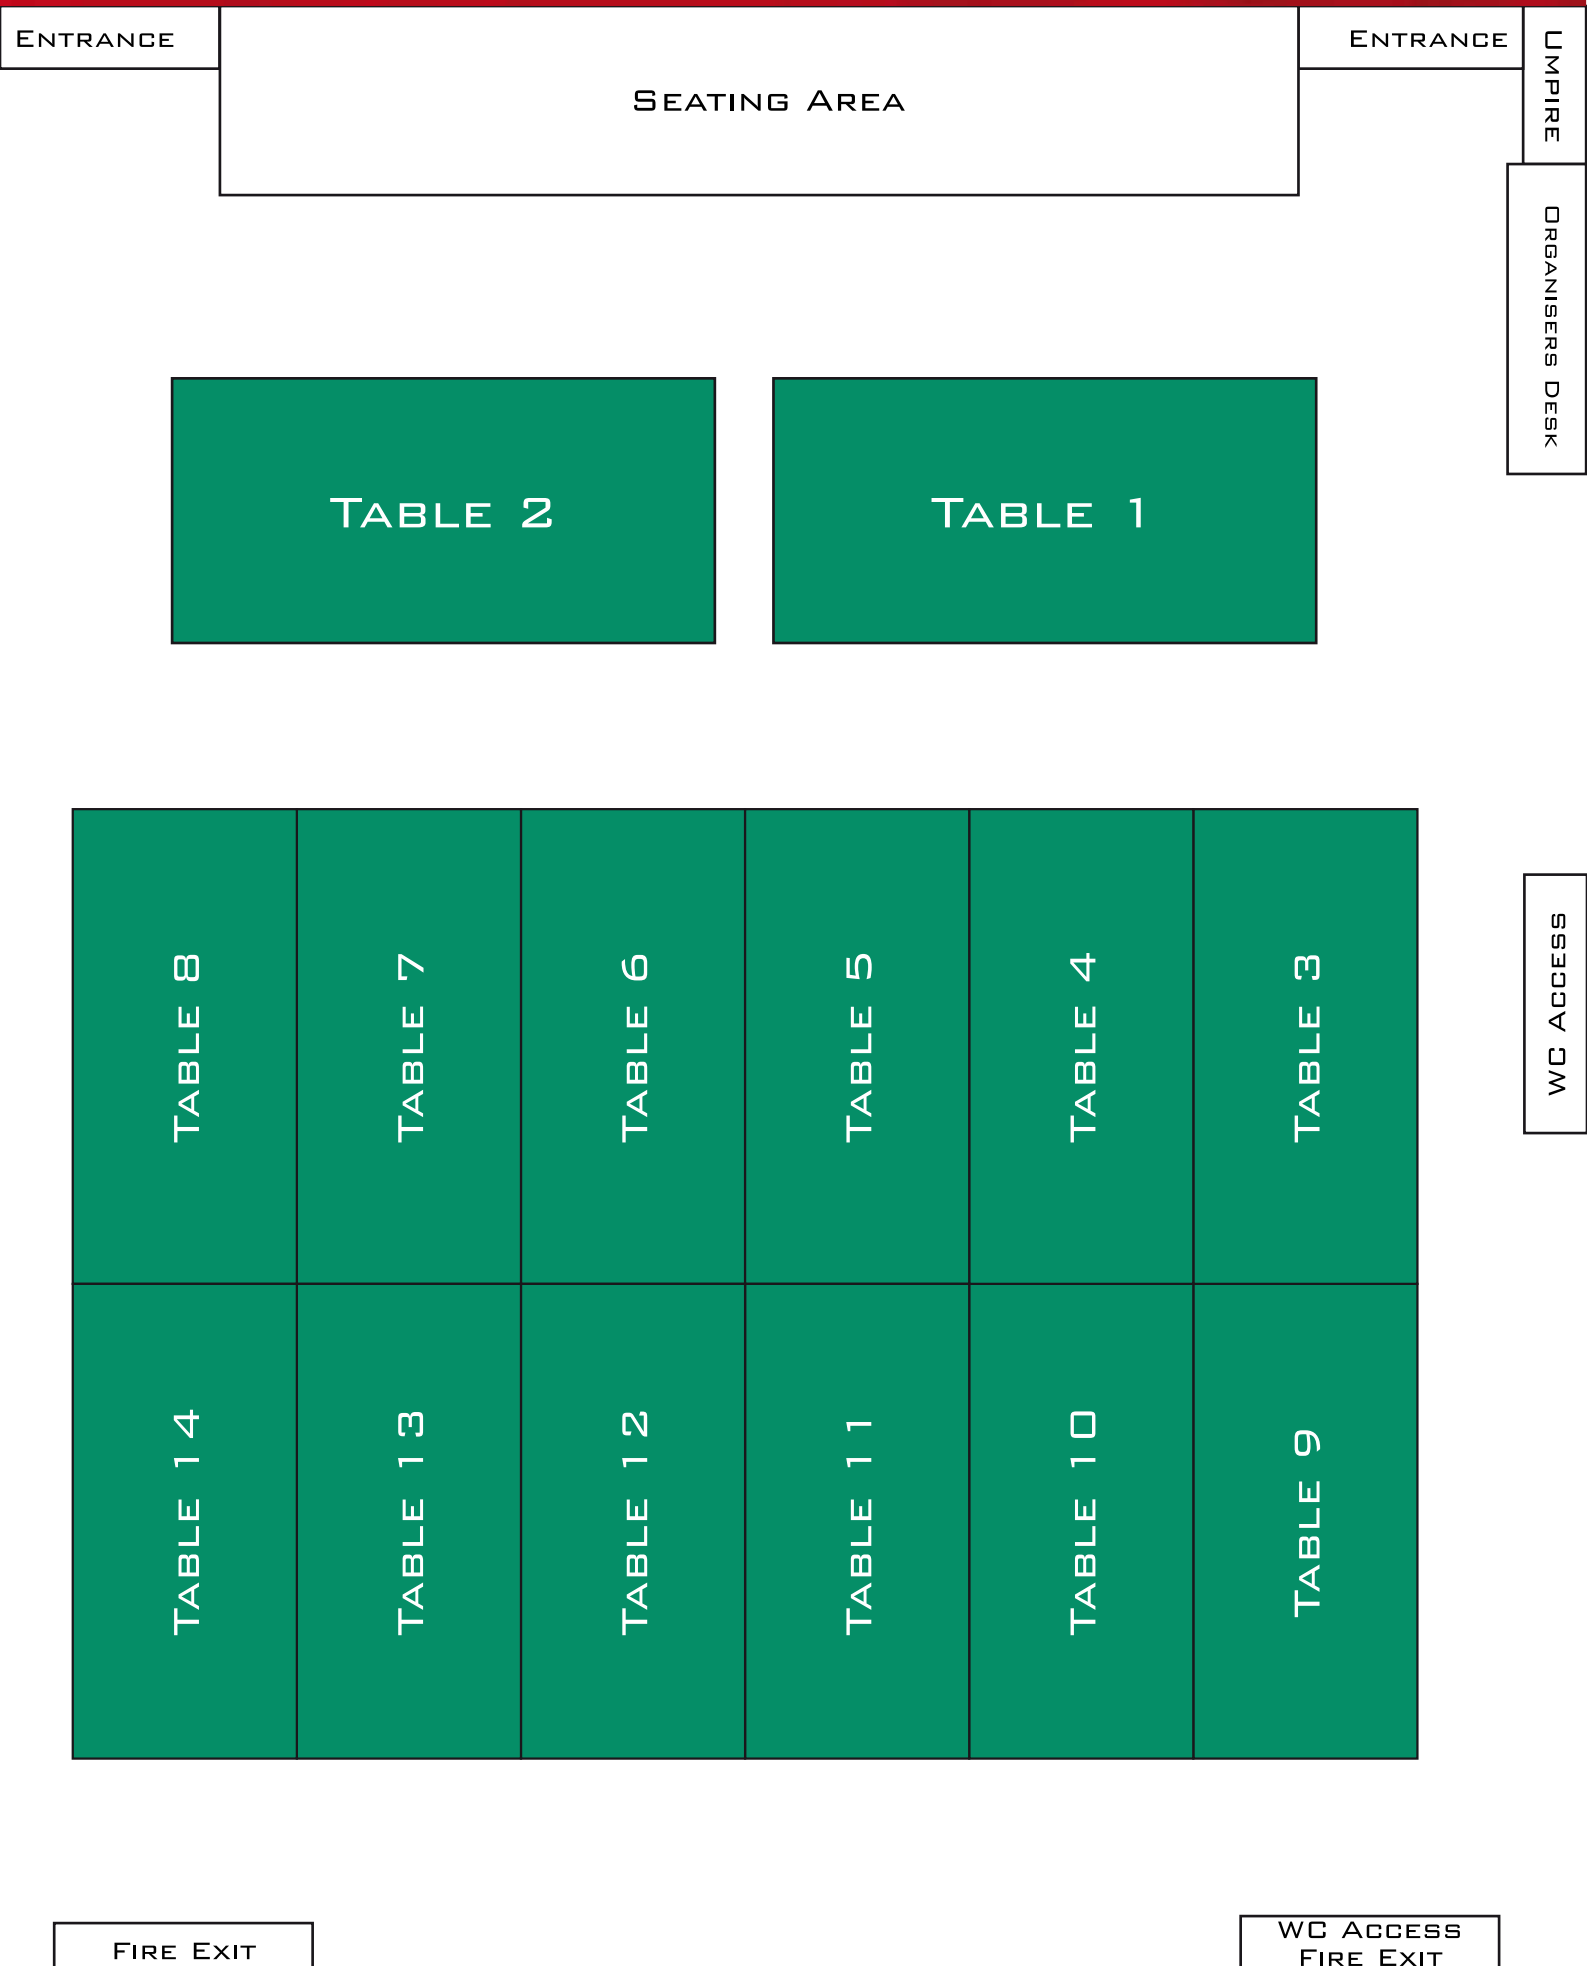 Entrance
Seating Area
Entrance
Umpire
Organisers Desk
Table 2
Table 1
Table 8
Table 7
Table 6
Table 5
Table 4
Table 3
WC Access
Table 14
Table 13
Table 12
Table 11
Table 10
Table 9
Fire Exit
WC Access
Fire Exit